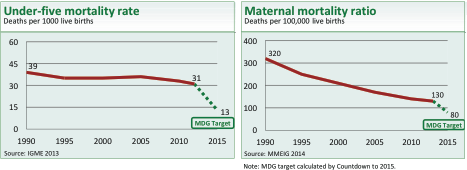 Under-five mortality rate
Deaths per 1000 live births
60
45
30
15
0
39
31
13
MDG Target
1990 1995 2000 2005 2010 2015
Source: IGME 2013
Maternal mortality ratio
Deaths per 100,000 live births
400
300
200
100
0
320
130
80
MDG Target
1990 1995 2000 2005 2010 2015
Source: MMEIG 2014
Note: MDG target calculated by Countdown to 2015.